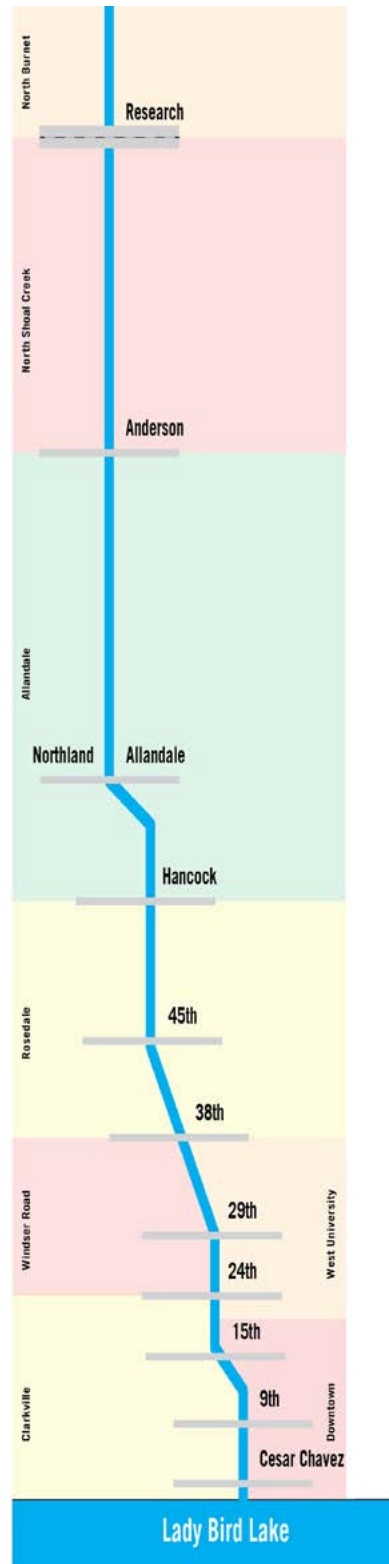 North Burnet
Research
North Shoal Creek
Anderson
Allandale
Northland
Allandale
Hancock
Rosedale
45th
38th
Windser Road
West University
29th
24th
15th
Clarkville
Downtown
9th
Cesar Chavez
Lady Bird Lake